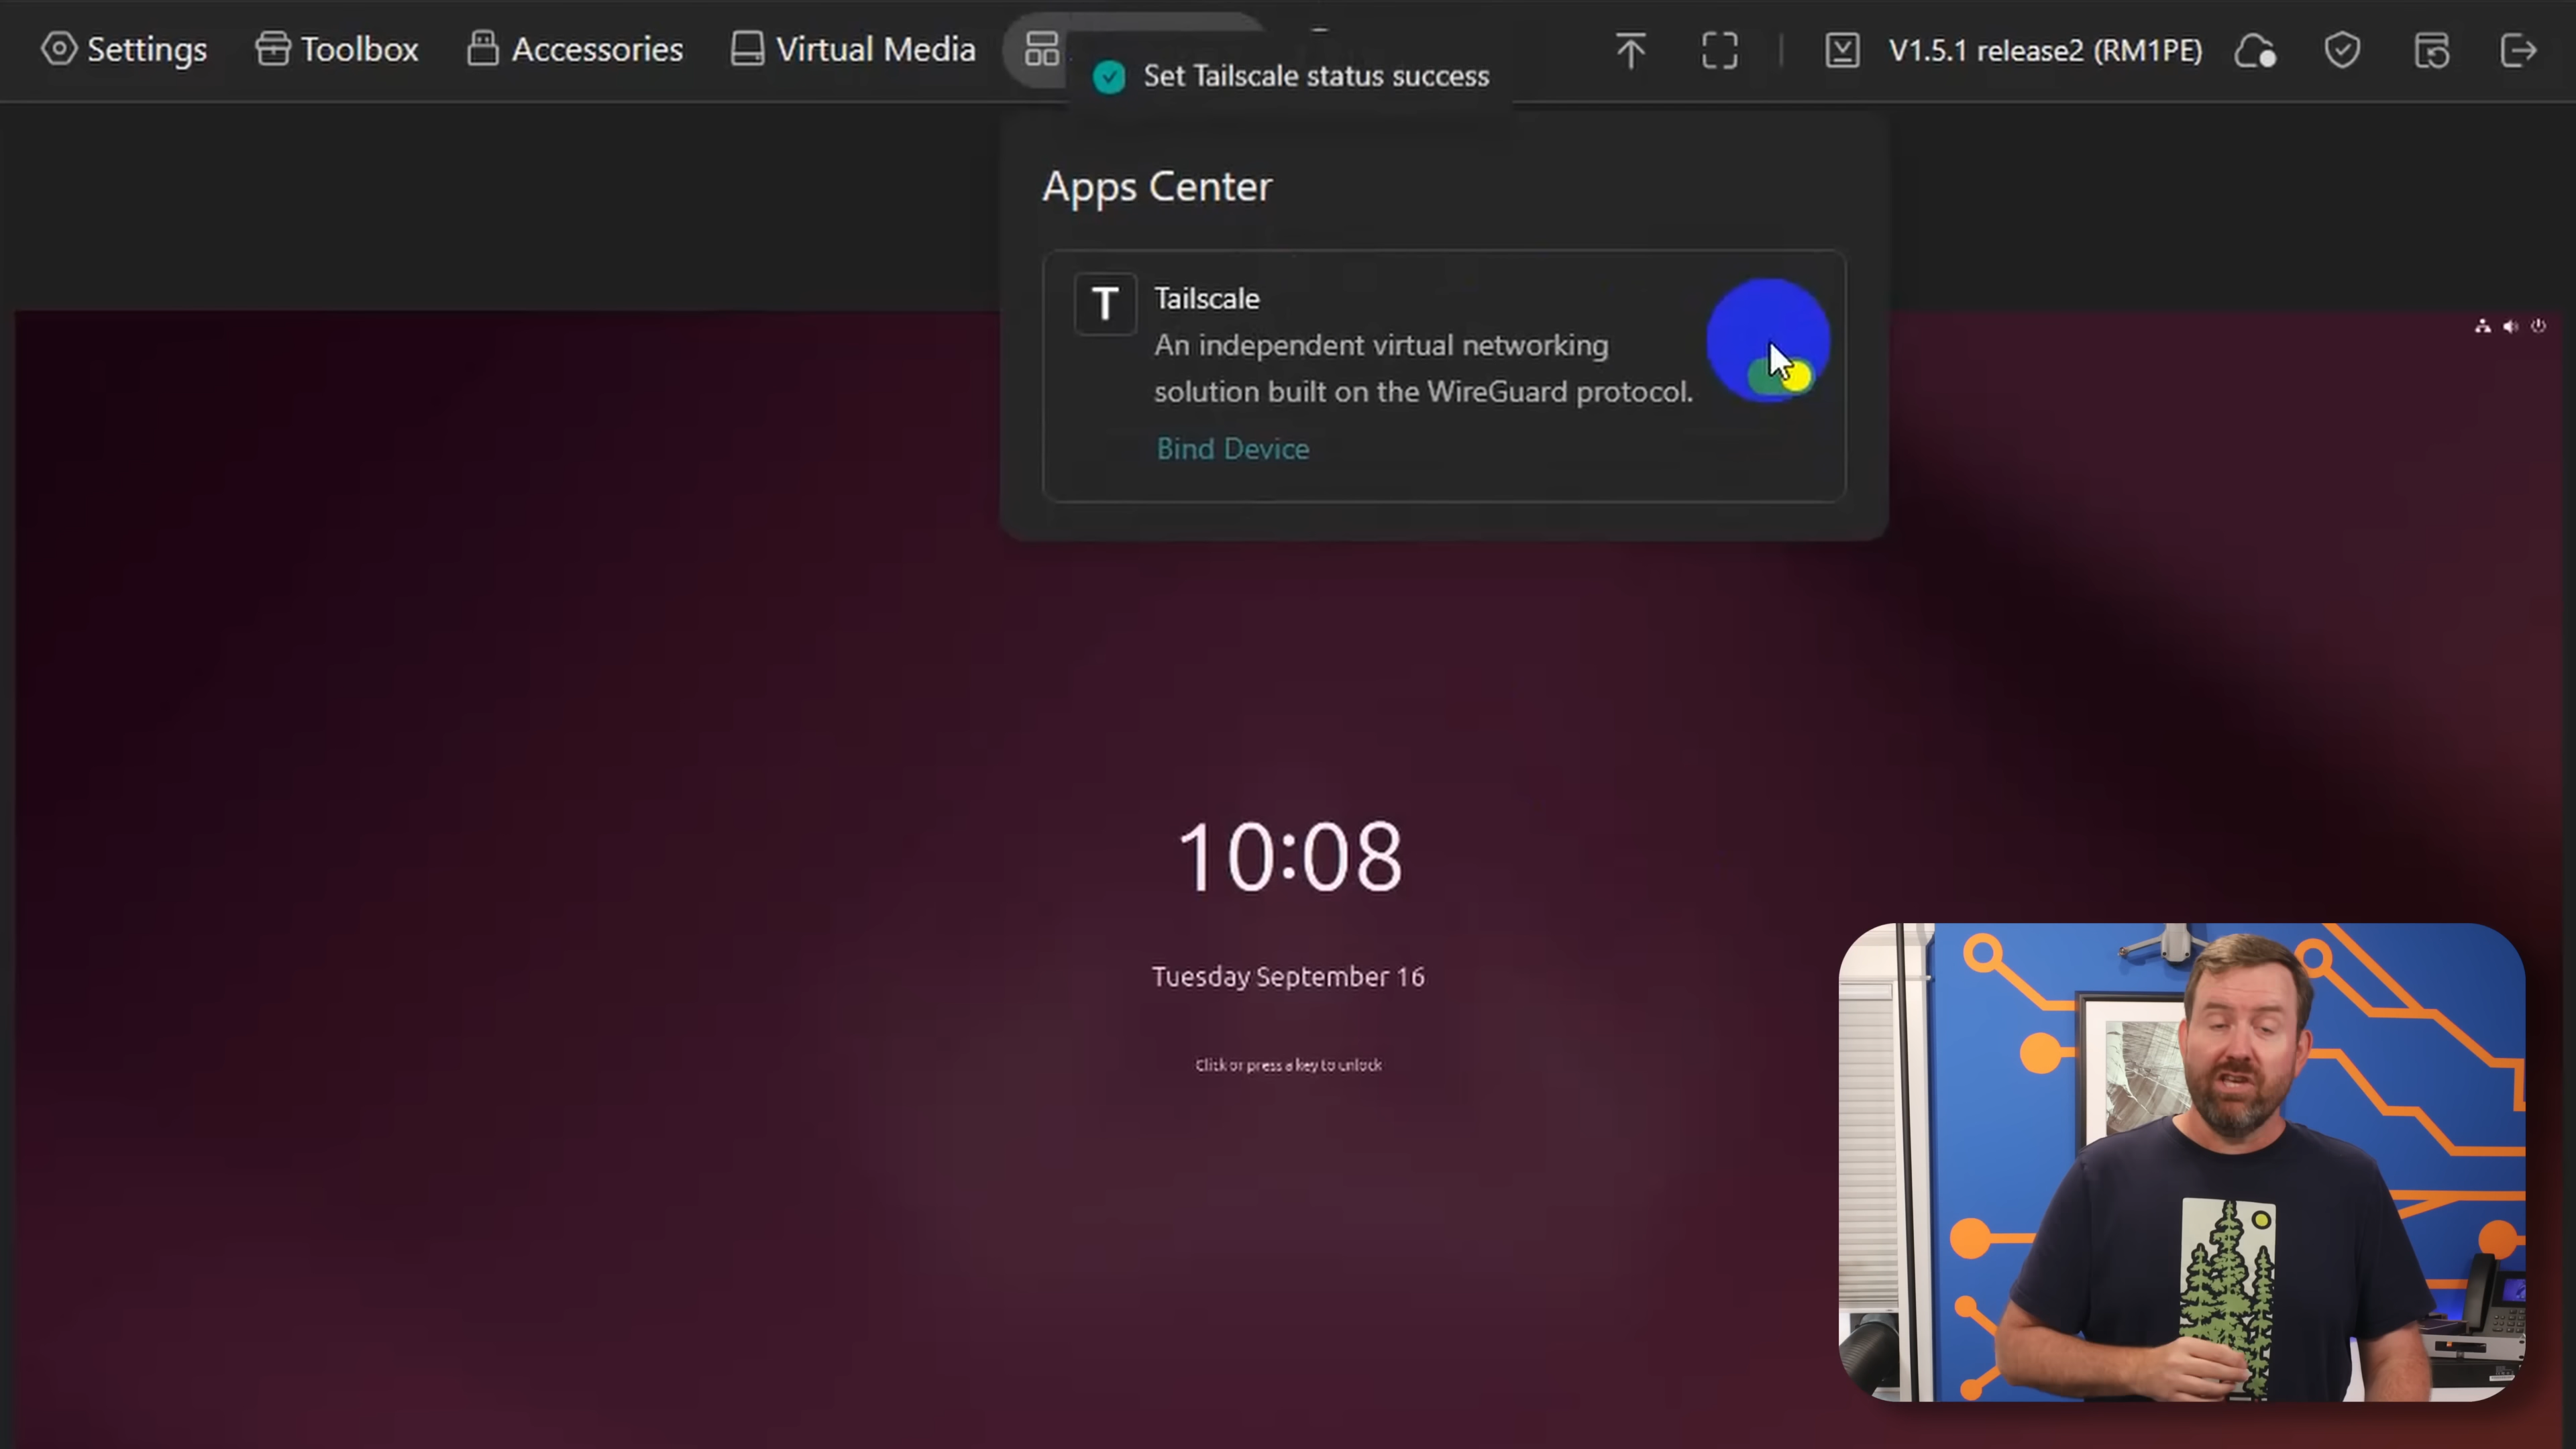 Settings Toolbox Accessories Virtual Media V1.5.1 release2 (RM1PE)
Set Tailscale status success
Apps Center
T Tailscale
An independent virtual networking
solution built on the WireGuard protocol.
Bind Device
10:08
Tuesday September 16
Click or press a key to unlock